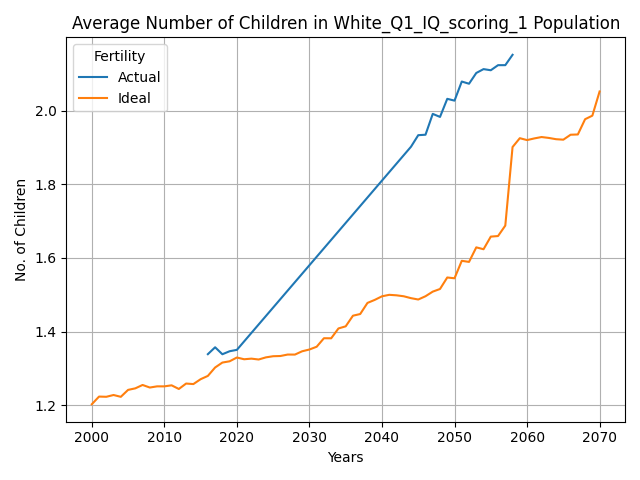 Average Number of Children in White_Q1_IQ_scoring_1 Population
Fertility
Actual
Ideal
No. of Children
2.0
1.8
1.6
1.4
1.2
2000 2010 2020 2030 2040 2050 2060 2070
Years